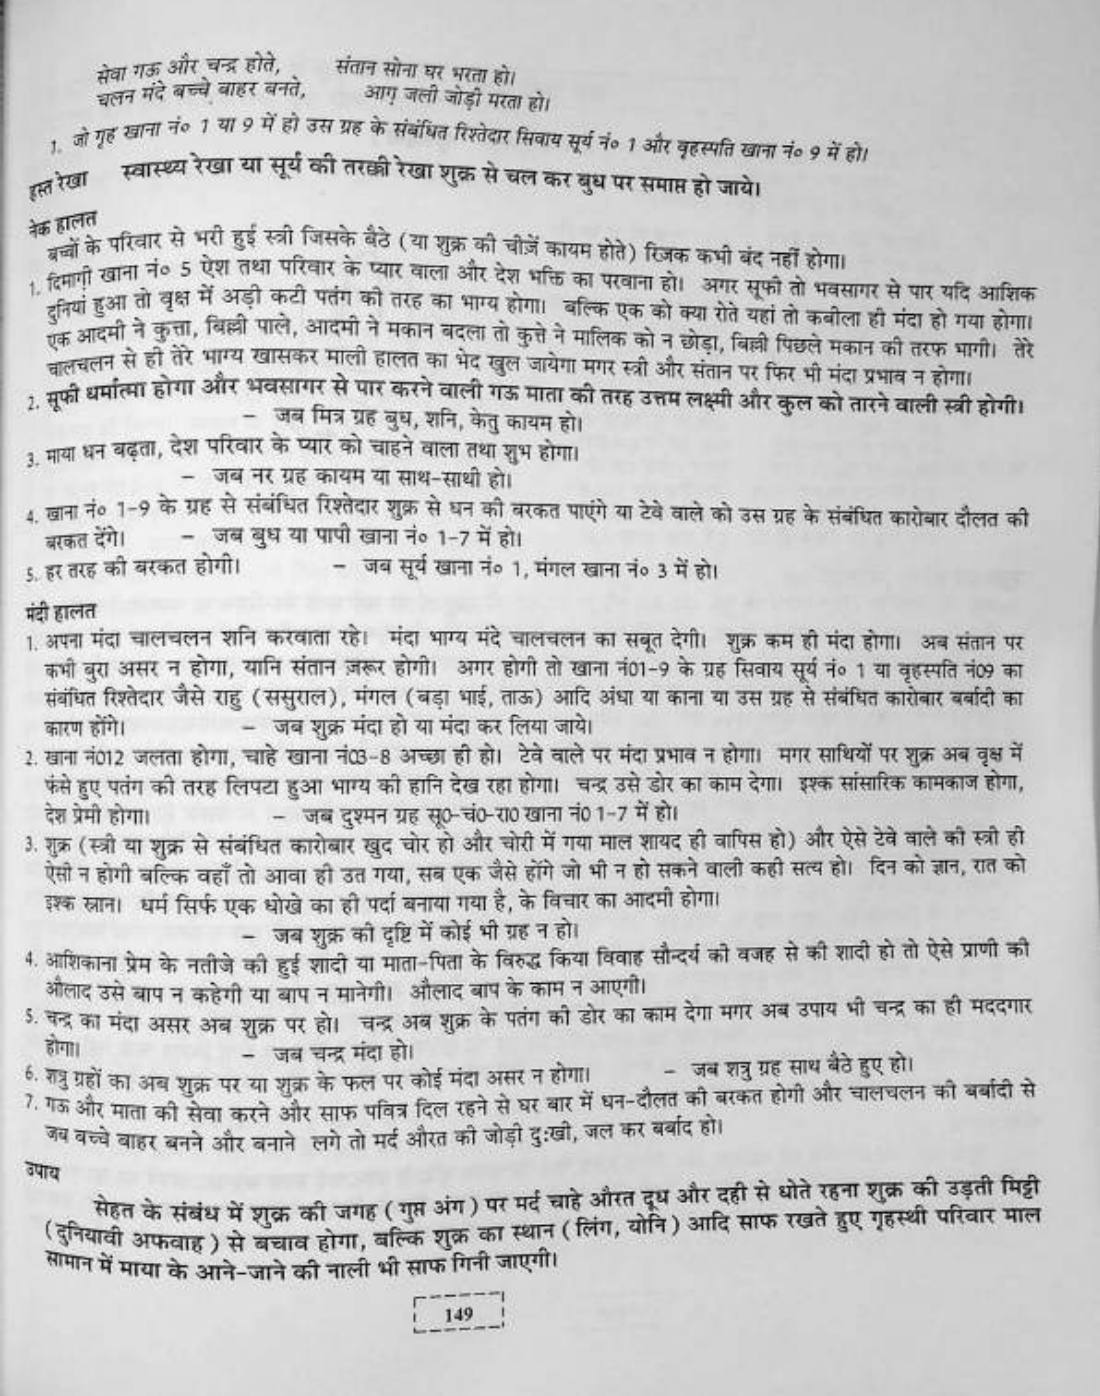 सेवा गऊ और चन्द्र होते, संतान सोना घर भरता हो।
चलन मंदे बच्चे बाहर बनते, आग जली जोड़ी मरता हो।
1. जो गृह खाना नं० 1 या 9 में हो उस ग्रह के संबंधित रिश्तेदार सिवाय सूर्य नं० 1 और वृहस्पति खाना नं० 9 में हो।
हस्त रेखा स्वास्थ्य रेखा या सूर्य की तरक्की रेखा शुक्र से चल कर बुध पर समाप्त हो जाये।
नेक हालत
बच्चों के परिवार से भरी हुई स्त्री जिसके बैठे (या शुक्र की चीज़ें कायम होते) रिज़क कभी बंद नहीं होगा।
1. दिमाग़ी खाना नं० 5 ऐश तथा परिवार के प्यार वाला और देश भक्ति का परवाना हो। अगर सूफी तो भवसागर से पार यदि आशिक
दुनियां हुआ तो वृक्ष में अड़ी कटी पतंग की तरह का भाग्य होगा। बल्कि एक को क्या रोते यहां तो कबीला ही मंदा हो गया होगा।
एक आदमी ने कुत्ता, बिल्ली पाले, आदमी ने मकान बदला तो कुत्ते ने मालिक को न छोड़ा, बिल्ली पिछले मकान की तरफ भागी। तेरे
चालचलन से ही तेरे भाग्य खासकर माली हालत का भेद खुल जायेगा मगर स्त्री और संतान पर फिर भी मंदा प्रभाव न होगा।
2. सूफी धर्मात्मा होगा और भवसागर से पार करने वाली गऊ माता की तरह उत्तम लक्ष्मी और कुल को तारने वाली स्त्री होगी।
– जब मित्र ग्रह बुध, शनि, केतु कायम हो।
3. माया धन बढ़ता, देश परिवार के प्यार को चाहने वाला तथा शुभ होगा।
– जब नर ग्रह कायम या साथ-साथी हो।
4. खाना नं० 1-9 के ग्रह से संबंधित रिश्तेदार शुक्र से धन की बरकत पाएंगे या टेवे वाले को उस ग्रह के संबंधित कारोबार दौलत की
बरकत देंगे। – जब बुध या पापी खाना नं० 1-7 में हो।
5. हर तरह की बरकत होगी। – जब सूर्य खाना नं० 1, मंगल खाना नं० 3 में हो।
मंदी हालत
1. अपना मंदा चालचलन शनि करवाता रहे। मंदा भाग्य मंदे चालचलन का सबूत देगी। शुक्र कम ही मंदा होगा। अब संतान पर
कभी बुरा असर न होगा, यानि संतान ज़रूर होगी। अगर होगी तो खाना नं01-9 के ग्रह सिवाय सूर्य नं० 1 या वृहस्पति नं09 का
संबंधित रिश्तेदार जैसे राहु (ससुराल), मंगल (बड़ा भाई, ताऊ) आदि अंधा या काना या उस ग्रह से संबंधित कारोबार बर्बादी का
कारण होंगे। – जब शुक्र मंदा हो या मंदा कर लिया जाये।
2. खाना नं012 जलता होगा, चाहे खाना नं03-8 अच्छा ही हो। टेवे वाले पर मंदा प्रभाव न होगा। मगर साथियों पर शुक्र अब वृक्ष में
फंसे हुए पतंग की तरह लिपटा हुआ भाग्य की हानि देख रहा होगा। चन्द्र उसे डोर का काम देगा। इश्क सांसारिक कामकाज होगा,
देश प्रेमी होगा। – जब दुश्मन ग्रह सू0-चं0-रा0 खाना नं0 1-7 में हो।
3. शुक्र (स्त्री या शुक्र से संबंधित कारोबार खुद चोर हो और चोरी में गया माल शायद ही वापिस हो) और ऐसे टेवे वाले की स्त्री ही
ऐसी न होगी बल्कि वहाँ तो आवा ही उत गया, सब एक जैसे होंगे जो भी न हो सकने वाली कही सत्य हो। दिन को ज्ञान, रात को
इश्क स्नान। धर्म सिर्फ एक धोखे का ही पर्दा बनाया गया है, के विचार का आदमी होगा।
– जब शुक्र की दृष्टि में कोई भी ग्रह न हो।
4. आशिकाना प्रेम के नतीजे की हुई शादी या माता-पिता के विरुद्ध किया विवाह सौन्दर्य की वजह से की शादी हो तो ऐसे प्राणी की
औलाद उसे बाप न कहेगी या बाप न मानेगी। औलाद बाप के काम न आएगी।
5. चन्द्र का मंदा असर अब शुक्र पर हो। चन्द्र अब शुक्र के पतंग की डोर का काम देगा मगर अब उपाय भी चन्द्र का ही मददगार
होगा। – जब चन्द्र मंदा हो।
6. शत्रु ग्रहों का अब शुक्र पर या शुक्र के फल पर कोई मंदा असर न होगा। – जब शत्रु ग्रह साथ बैठे हुए हो।
7. गऊ और माता की सेवा करने और साफ पवित्र दिल रहने से घर बार में धन-दौलत की बरकत होगी और चालचलन की बर्बादी से
जब बच्चे बाहर बनने और बनाने लगे तो मर्द औरत की जोड़ी दुःखी, जल कर बर्बाद हो।
उपाय
सेहत के संबंध में शुक्र की जगह (गुप्त अंग) पर मर्द चाहे औरत दूध और दही से धोते रहना शुक्र की उड़ती मिट्टी
(दुनियावी अफवाह) से बचाव होगा, बल्कि शुक्र का स्थान (लिंग, योनि) आदि साफ रखते हुए गृहस्थी परिवार माल
सामान में माया के आने-जाने की नाली भी साफ गिनी जाएगी।
149